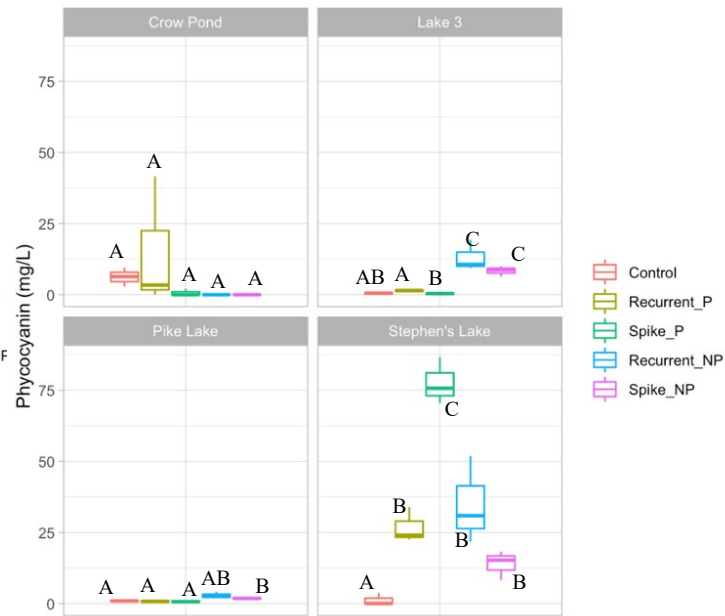 Crow Pond
Lake 3
75
50
25
0
A
A
A
A
A
AB
A
B
C
C
Phycocyanin (mg/L)
F
Pike Lake
Stephen's Lake
75
50
25
0
A
A
A
AB
B
A
B
C
B
B
Control
Recurrent_P
Spike_P
Recurrent_NP
Spike_NP